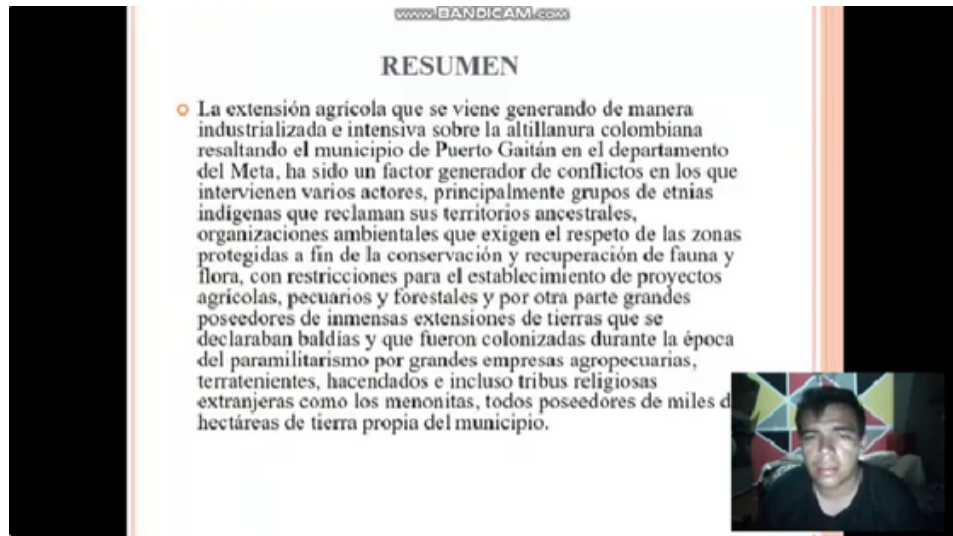 www.BANDICAM.com
RESUMEN
La extensión agrícola que se viene generando de manera
industrializada e intensiva sobre la altillanura colombiana
resaltando el municipio de Puerto Gaitán en el departamento
del Meta, ha sido un factor generador de conflictos en los que
intervienen varios actores, principalmente grupos de etnias
indígenas que reclaman sus territorios ancestrales,
organizaciones ambientales que exigen el respeto de las zonas
protegidas a fin de la conservación y recuperación de fauna y
flora, con restricciones para el establecimiento de proyectos
agrícolas, pecuarios y forestales y por otra parte grandes
poseedores de inmensas extensiones de tierras que se
declaraban baldías y que fueron colonizadas durante la época
del paramilitarismo por grandes empresas agropecuarias,
terratenientes, hacendados e incluso tribus religiosas
extranjeras como los menonitas, todos poseedores de miles d
hectáreas de tierra propia del municipio.